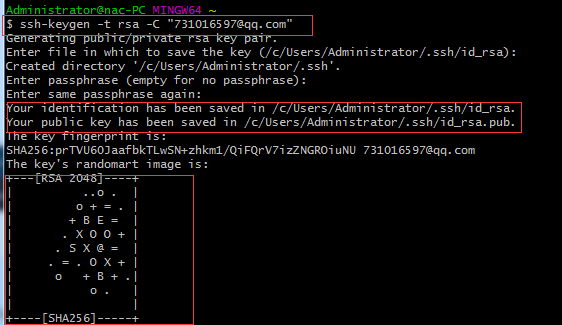 Administrator@nac-PC MINGW64 ~
$ ssh-keygen -t rsa -C "731016597@qq.com"
Generating public/private rsa key pair.
Enter file in which to save the key (/c/Users/Administrator/.ssh/id_rsa):
Created directory '/c/Users/Administrator/.ssh'.
Enter passphrase (empty for no passphrase):
Enter same passphrase again:
Your identification has been saved in /c/Users/Administrator/.ssh/id_rsa.
Your public key has been saved in /c/Users/Administrator/.ssh/id_rsa.pub.
The key fingerprint is:
SHA256:prTVU60JaafbkTLwSN+zhkm1/QiFQrV7izZNGROiuNU 731016597@qq.com
The key's randomart image is:
+---[RSA 2048]----+
|        ..o .    |
|       o + = .   |
|      + B E =    |
|     . X O O +   |
|    . S X @ =    |
|   . = . O X +   |
|    o   + B + .  |
|         o .     |
|                 |
+----[SHA256]-----+